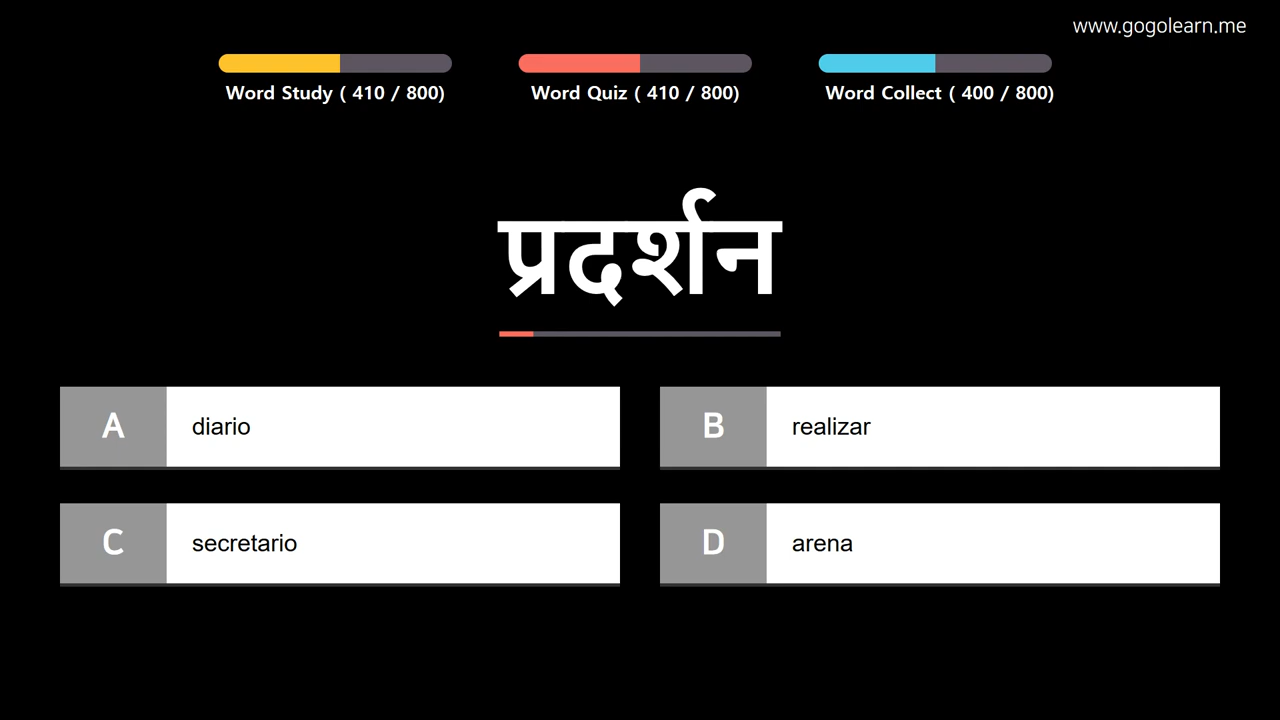 www.gogolearn.me
Word Study ( 410 / 800)
Word Quiz ( 410 / 800)
Word Collect ( 400 / 800)
प्रदर्शन
A diario
B realizar
C secretario
D arena